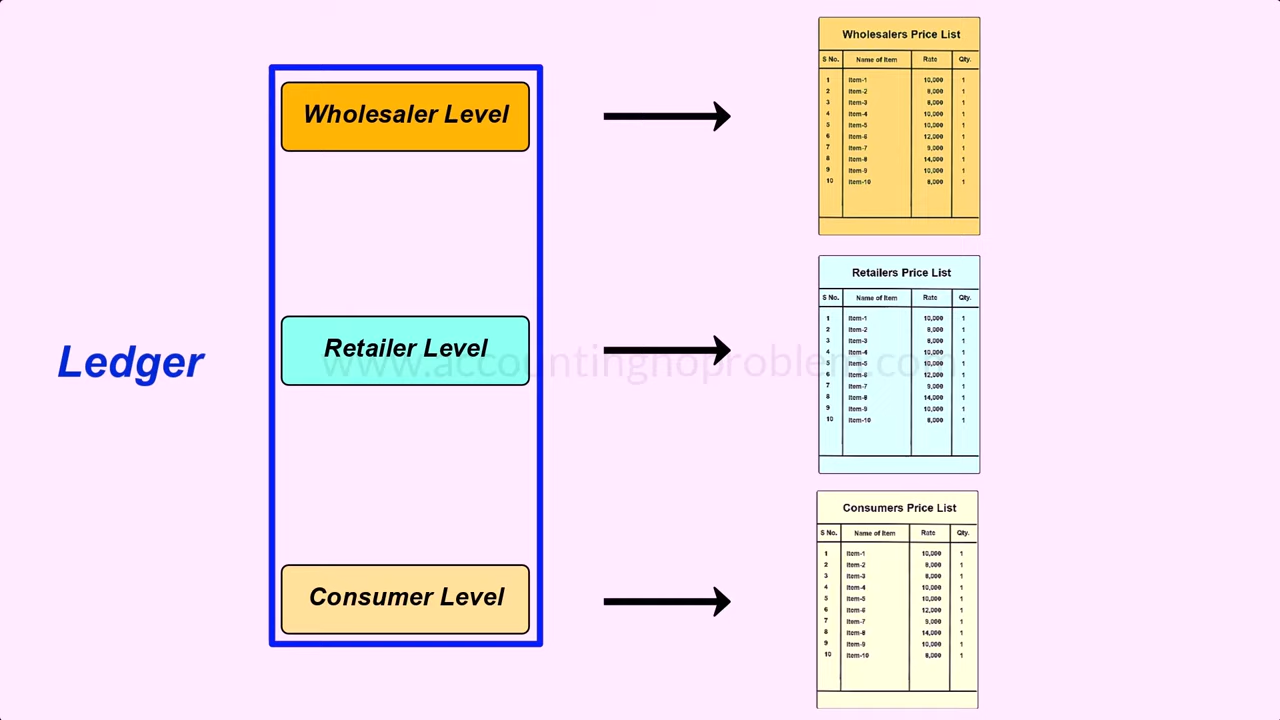 Ledger
Wholesaler Level
Retailer Level
Consumer Level
www.accountingnoproblem.com
Wholesalers Price List
S No. Name of Item Rate Qty.
1 Item-1 10,000 1
2 Item-2 8,000 1
3 Item-3 8,000 1
4 Item-4 10,000 1
5 Item-5 10,000 1
6 Item-6 12,000 1
7 Item-7 9,000 1
8 Item-8 14,000 1
9 Item-9 10,000 1
10 Item-10 8,000 1
Retailers Price List
S No. Name of Item Rate Qty.
1 Item-1 10,000 1
2 Item-2 8,000 1
3 Item-3 8,000 1
4 Item-4 10,000 1
5 Item-5 10,000 1
6 Item-6 12,000 1
7 Item-7 9,000 1
8 Item-8 14,000 1
9 Item-9 10,000 1
10 Item-10 8,000 1
Consumers Price List
S No. Name of Item Rate Qty.
1 Item-1 10,000 1
2 Item-2 8,000 1
3 Item-3 8,000 1
4 Item-4 10,000 1
5 Item-5 10,000 1
6 Item-6 12,000 1
7 Item-7 9,000 1
8 Item-8 14,000 1
9 Item-9 10,000 1
10 Item-10 8,000 1